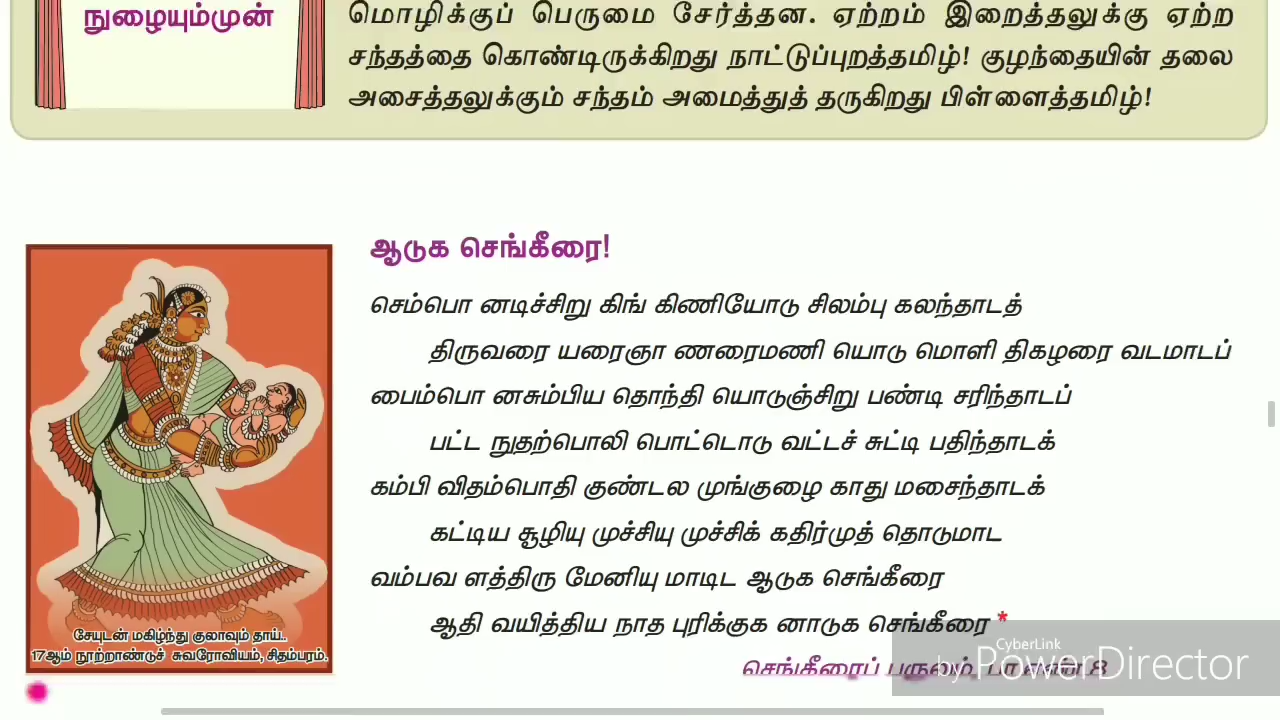 நுழையும்முன்
மொழிக்குப் பெருமை சேர்த்தன. ஏற்றம் இறைத்தலுக்கு ஏற்ற
சந்தத்தை கொண்டிருக்கிறது நாட்டுப்புறத்தமிழ்! குழந்தையின் தலை
அசைத்தலுக்கும் சந்தம் அமைத்துத் தருகிறது பிள்ளைத்தமிழ்!
ஆடுக செங்கீரை!
செம்பொ னடிச்சிறு கிங் கிணியோடு சிலம்பு கலந்தாடத்
திருவரை யரைஞா ணரைமணி யொடு மொளி திகழரை வடமாடப்
பைம்பொ னசும்பிய தொந்தி யொடுஞ்சிறு பண்டி சரிந்தாடப்
பட்ட நுதற்பொலி பொட்டொடு வட்டச் சுட்டி பதிந்தாடக்
கம்பி விதம்பொதி குண்டல முங்குழை காது மசைந்தாடக்
கட்டிய சூழியு முச்சியு முச்சிக் கதிர்முத் தொடுமாட
வம்பவ ளத்திரு மேனியு மாடிட ஆடுக செங்கீரை
ஆதி வயித்திய நாத புரிக்குக னாடுக செங்கீரை *
செங்கீரைப் பருவம், பா எண்.8
சேயுடன் மகிழ்ந்து குலாவும் தாய்..
17ஆம் நூற்றாண்டுச் சுவரோவியம், சிதம்பரம்.
CyberLink
by PowerDirector